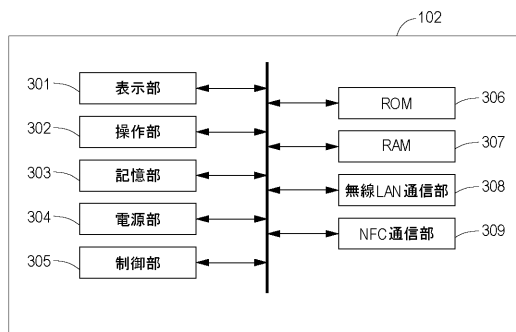 102
301
表示部
302
操作部
303
記憶部
304
電源部
305
制御部
ROM
306
RAM
307
無線LAN通信部
308
NFC通信部
309